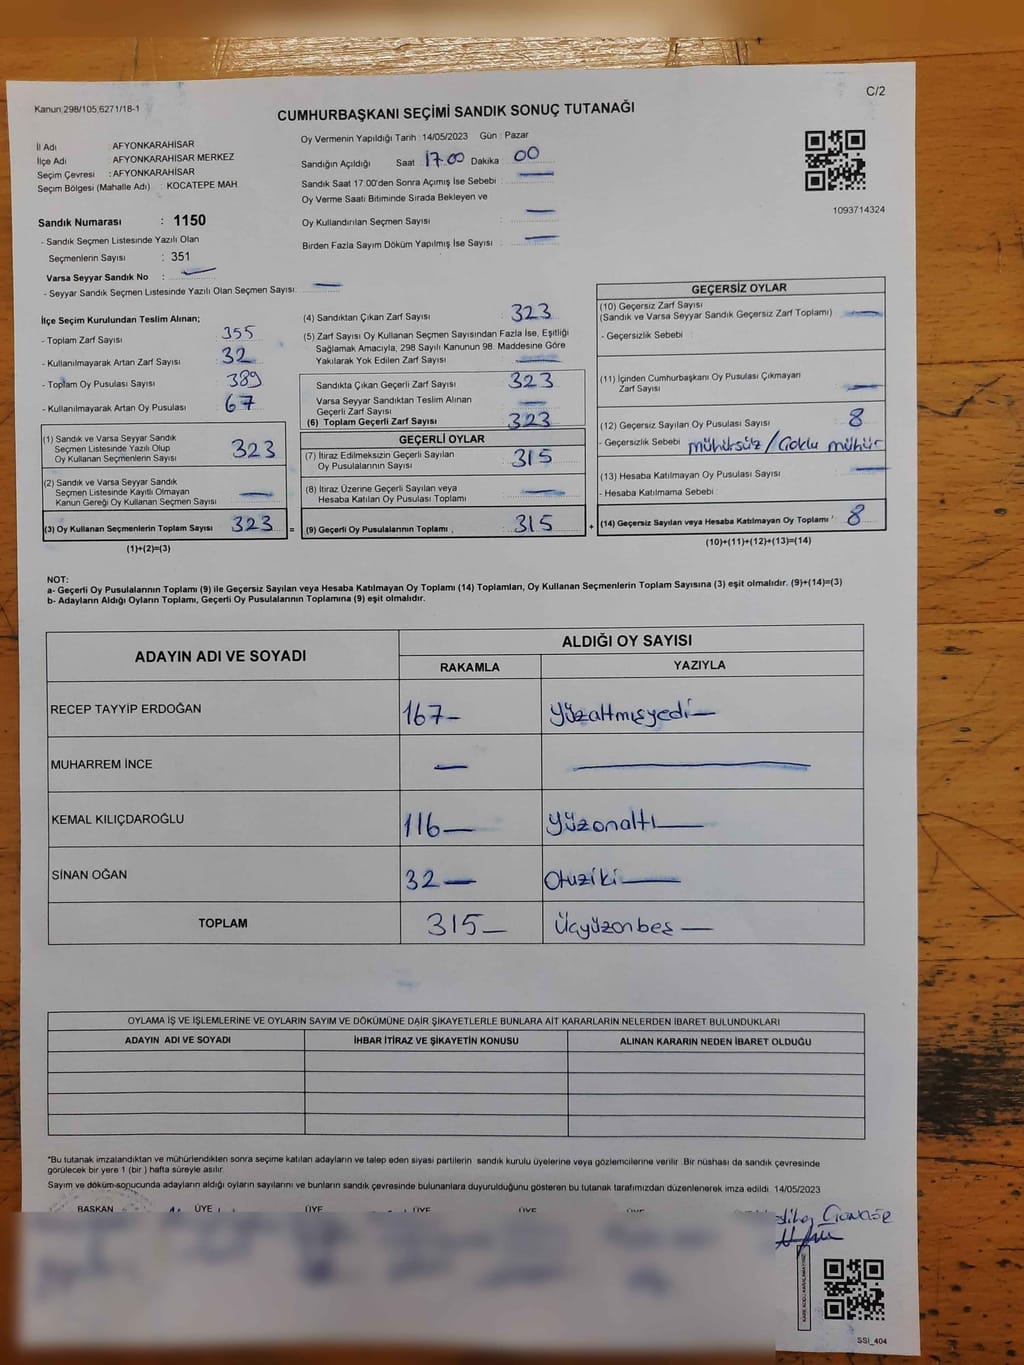 C/2
Kanun 298/105,6271/18-1
CUMHURBAŞKANI SEÇİMİ SANDIK SONUÇ TUTANAĞI
İl Adı : AFYONKARAHİSAR
İlçe Adı : AFYONKARAHİSAR MERKEZ
Seçim Çevresi : AFYONKARAHİSAR
Seçim Bölgesi (Mahalle Adı) : KOCATEPE MAH
Sandık Numarası : 1150
- Sandık Seçmen Listesinde Yazılı Olan
Seçmenlerin Sayısı : 351
Varsa Seyyar Sandık No : —
- Seyyar Sandık Seçmen Listesinde Yazılı Olan Seçmen Sayısı: —
Oy Vermenin Yapıldığı Tarih : 14/05/2023 Gün : Pazar
Sandığın Açıldığı Saat 17.00 Dakika : 00
Sandık Saat 17.00'den Sonra Açımış İse Sebebi : —
Oy Verme Saati Bitiminde Sırada Bekleyen ve
Oy Kullandırılan Seçmen Sayısı : —
Birden Fazla Sayım Döküm Yapılmış İse Sayısı : —
1093714324
İlçe Seçim Kurulundan Teslim Alınan;
- Toplam Zarf Sayısı : 355
- Kullanılmayarak Artan Zarf Sayısı : 32
- Toplam Oy Pusulası Sayısı : 389
- Kullanılmayarak Artan Oy Pusulası : 67
(1) Sandık ve Varsa Seyyar Sandık
Seçmen Listesinde Yazılı Olup
Oy Kullanan Seçmenlerin Sayısı : 323
(2) Sandık ve Varsa Seyyar Sandık
Seçmen Listesinde Kayıtlı Olmayan
Kanun Gereği Oy Kullanan Seçmen Sayısı : —
(3) Oy Kullanan Seçmenlerin Toplam Sayısı : 323 =
(1)+(2)=(3)
(4) Sandıktan Çıkan Zarf Sayısı : 323
(5) Zarf Sayısı Oy Kullanan Seçmen Sayısından Fazla İse, Eşitliği
Sağlamak Amacıyla, 298 Sayılı Kanunun 98. Maddesine Göre
Yakılarak Yok Edilen Zarf Sayısı : —
Sandıkta Çıkan Geçerli Zarf Sayısı : 323
Varsa Seyyar Sandıktan Teslim Alınan
Geçerli Zarf Sayısı : —
(6) Toplam Geçerli Zarf Sayısı : 323
GEÇERLİ OYLAR
(7) İtiraz Edilmeksizin Geçerli Sayılan
Oy Pusulalarının Sayısı : 315
(8) İtiraz Üzerine Geçerli Sayılan veya
Hesaba Katılan Oy Pusulası Toplamı : —
(9) Geçerli Oy Pusulalarının Toplamı : 315 +
GEÇERSİZ OYLAR
(10) Geçersiz Zarf Sayısı
(Sandık ve Varsa Seyyar Sandık Geçersiz Zarf Toplamı) : —
- Geçersizlik Sebebi :
(11) İçinden Cumhurbaşkanı Oy Pusulası Çıkmayan
Zarf Sayısı : —
(12) Geçersiz Sayılan Oy Pusulası Sayısı : 8
- Geçersizlik Sebebi : mühürsüz / Çoklu mühür
(13) Hesaba Katılmayan Oy Pusulası Sayısı : —
- Hesaba Katılmama Sebebi :
(14) Geçersiz Sayılan veya Hesaba Katılmayan Oy Toplamı : 8
(10)+(11)+(12)+(13)=(14)
NOT:
a- Geçerli Oy Pusulalarının Toplamı (9) ile Geçersiz Sayılan veya Hesaba Katılmayan Oy Toplamı (14) Toplamları, Oy Kullanan Seçmenlerin Toplam Sayısına (3) eşit olmalıdır. (9)+(14)=(3)
b- Adayların Aldığı Oyların Toplamı, Geçerli Oy Pusulalarının Toplamına (9) eşit olmalıdır.
ADAYIN ADI VE SOYADI ALDIĞI OY SAYISI
RAKAMLA YAZIYLA
RECEP TAYYİP ERDOĞAN 167— Yüzaltmışyedi—
MUHARREM İNCE — —
KEMAL KILIÇDAROĞLU 116— Yüzonaltı—
SİNAN OĞAN 32— Otuziki—
TOPLAM 315— Üçyüzonbeş—
OYLAMA İŞ VE İŞLEMLERİNE VE OYLARIN SAYIM VE DÖKÜMÜNE DAİR ŞİKAYETLERLE BUNLARA AİT KARARLARIN NELERDEN İBARET BULUNDUKLARI
ADAYIN ADI VE SOYADI İHBAR İTİRAZ VE ŞİKAYETİN KONUSU ALINAN KARARIN NEDEN İBARET OLDUĞU
*Bu tutanak imzalandıktan ve mühürlendikten sonra seçime katılan adayların ve talep eden siyasi partilerin sandık kurulu üyelerine veya gözlemcilerine verilir. Bir nüshası da sandık çevresinde
görülecek bir yere 1 (bir ) hafta süreyle asılır.
Sayım ve döküm sonucunda adayların aldığı oyların sayılarını ve bunların sandık çevresinde bulunanlara duyurulduğunu gösteren bu tutanak tarafımızdan düzenlenerek imza edildi. 14/05/2023
BAŞKAN ÜYE ÜYE ÜYE ÜYE ÜYE
SSI_404